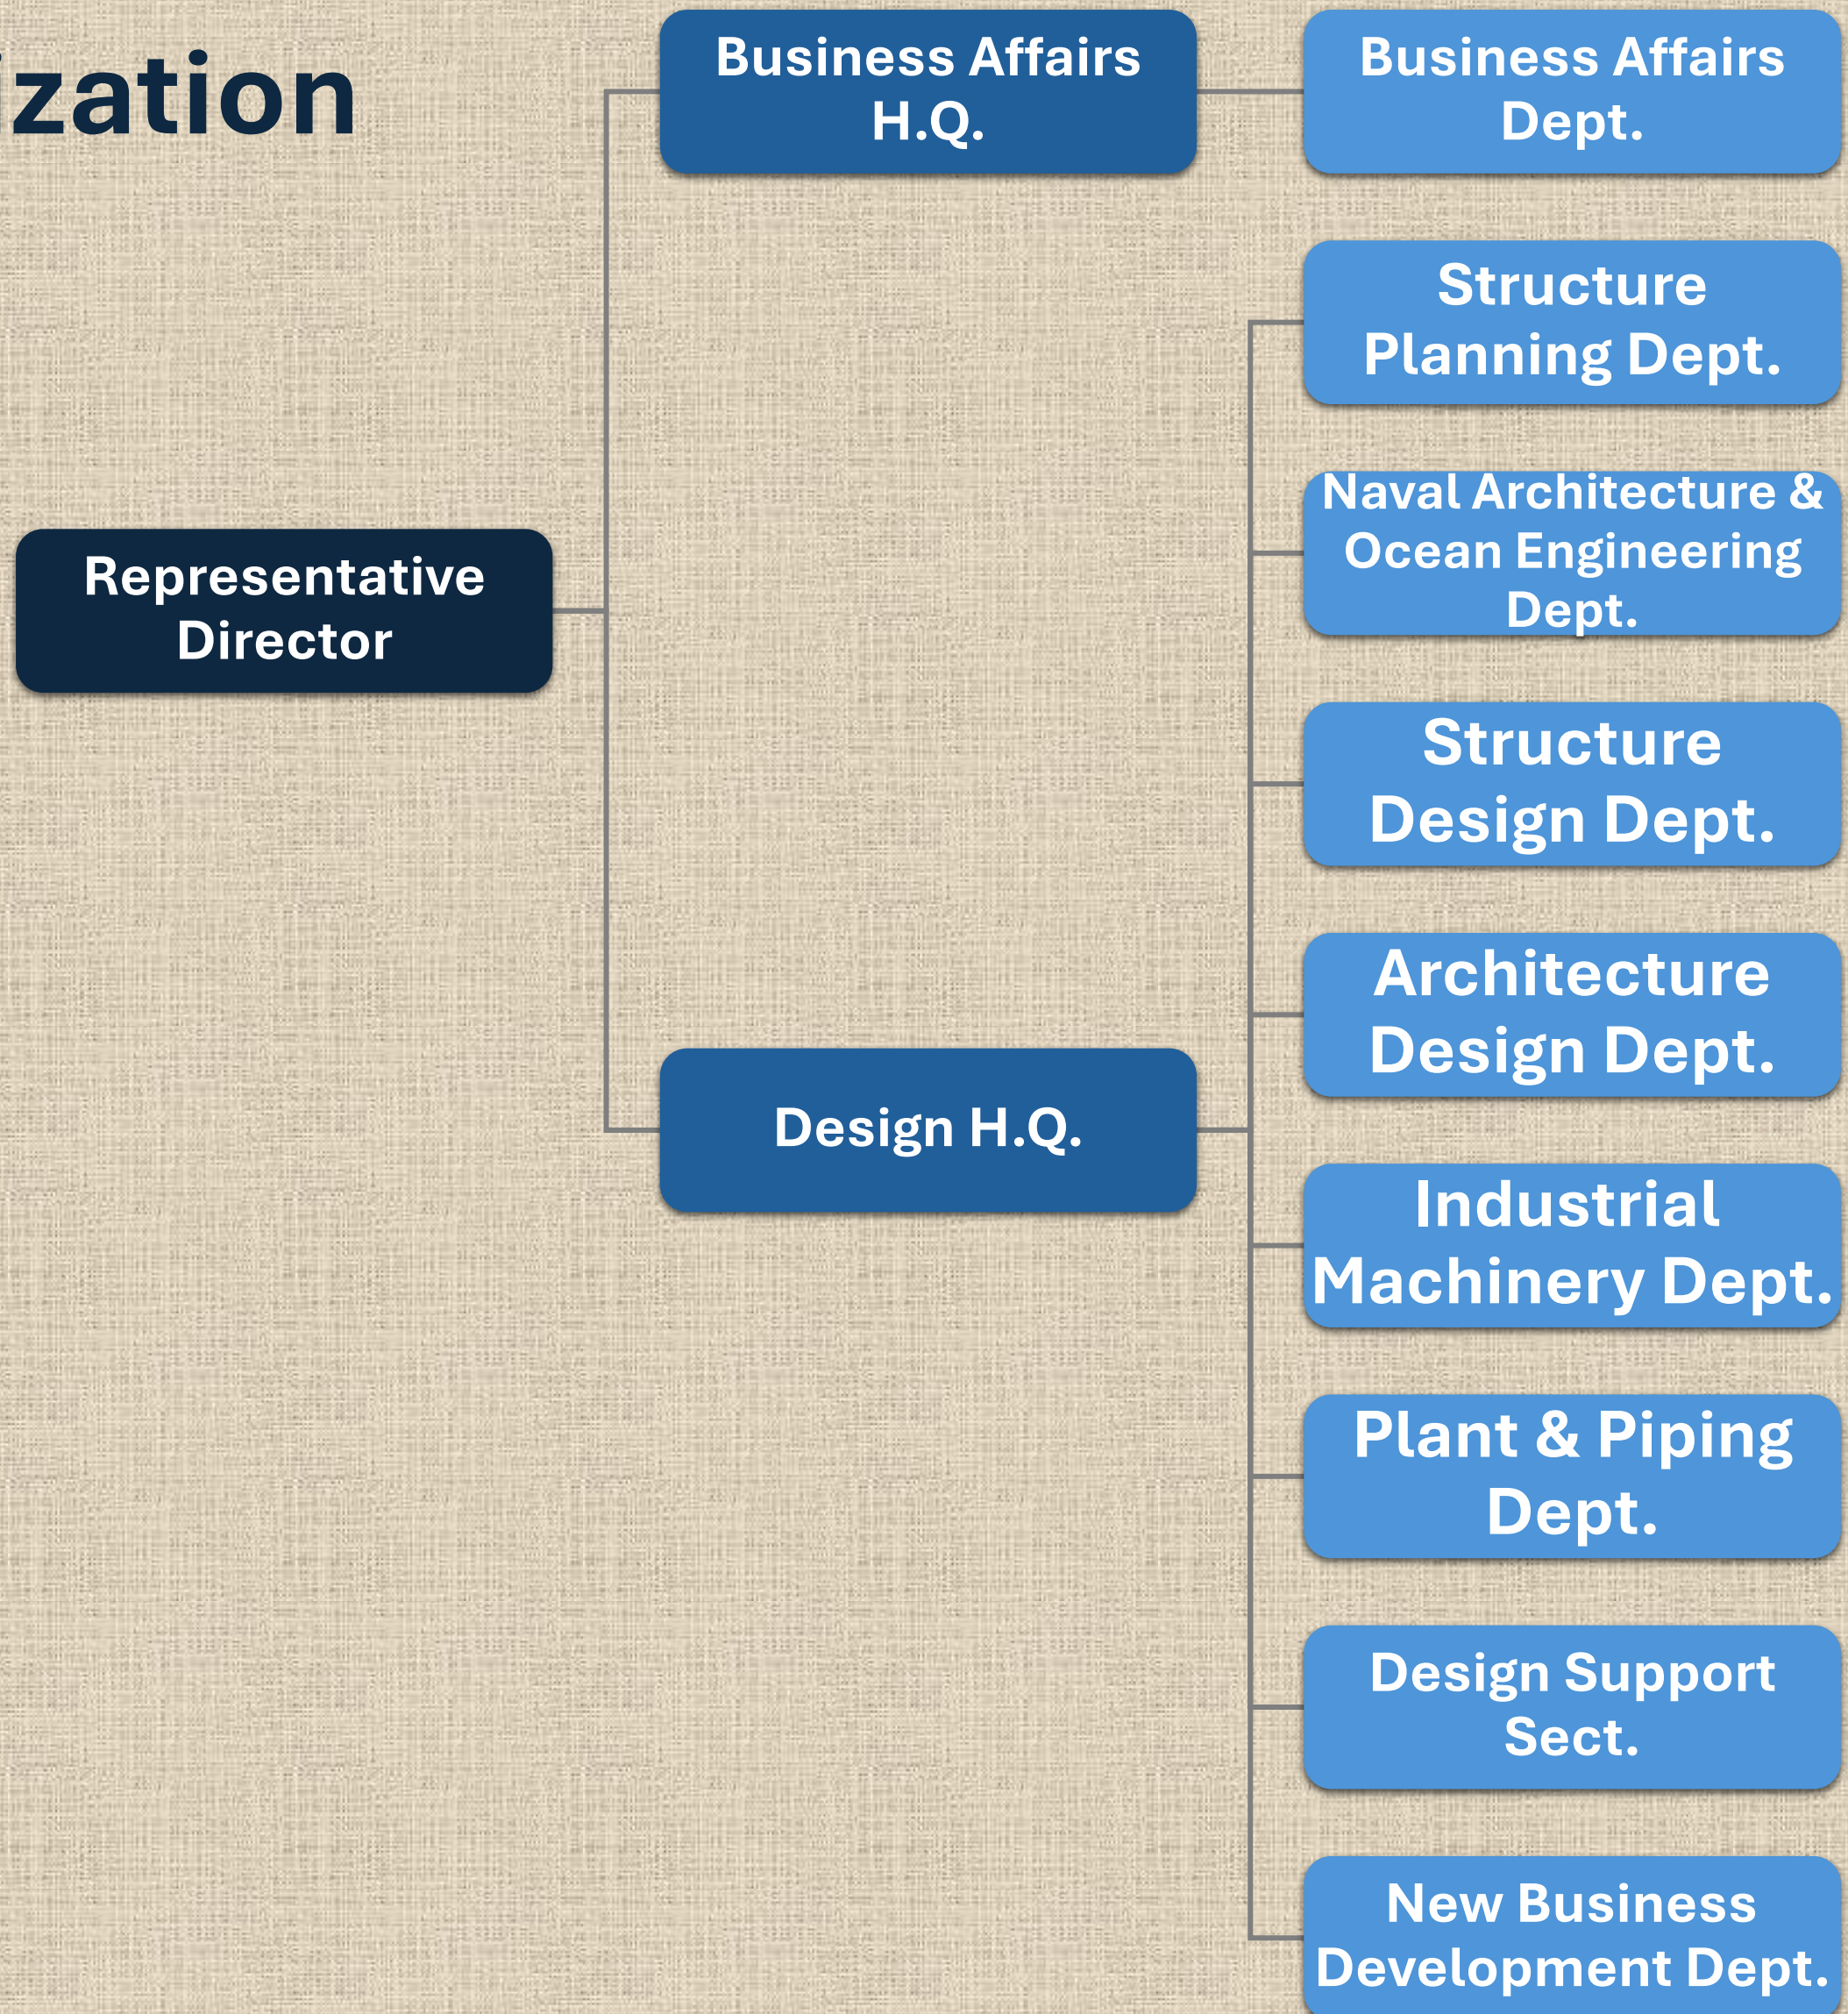 ization
Business Affairs
H.Q.
Business Affairs
Dept.
Structure
Planning Dept.
Naval Architecture &
Ocean Engineering
Dept.
Representative
Director
Structure
Design Dept.
Architecture
Design Dept.
Design H.Q.
Industrial
Machinery Dept.
Plant & Piping
Dept.
Design Support
Sect.
New Business
Development Dept.